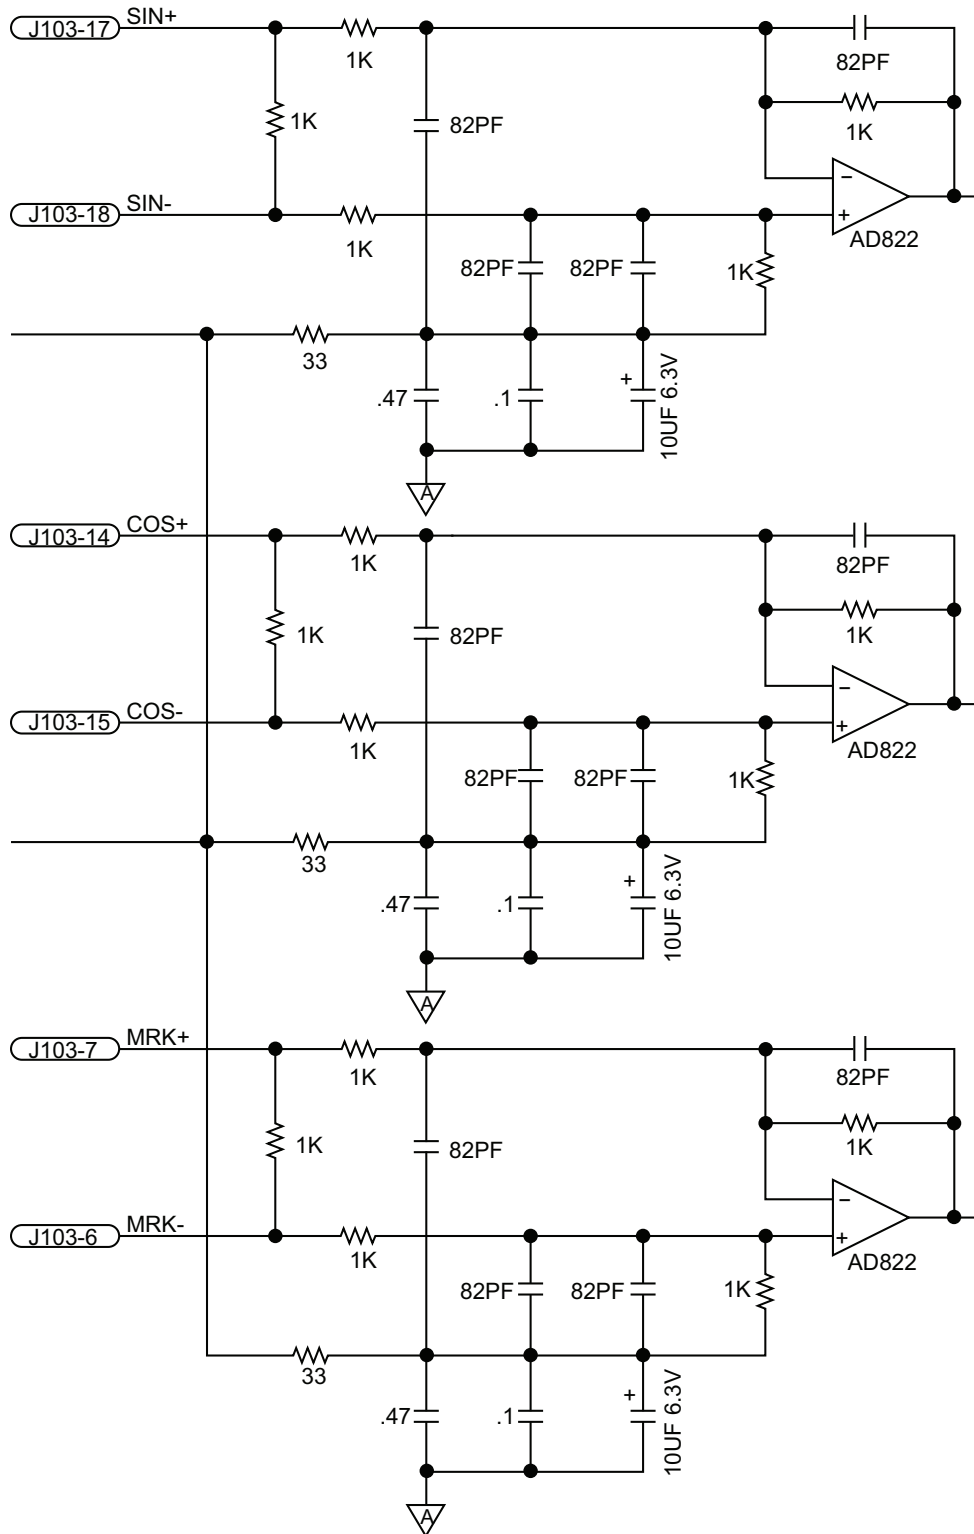 J103-17 SIN+
1K
82PF
1K
82PF
1K
J103-18 SIN-
1K
AD822
82PF
82PF
1K
33
.47
.1
+
10UF 6.3V
A
J103-14 COS+
1K
82PF
1K
82PF
1K
J103-15 COS-
1K
AD822
82PF
82PF
1K
33
.47
.1
+
10UF 6.3V
A
J103-7 MRK+
1K
82PF
1K
82PF
1K
J103-6 MRK-
1K
AD822
82PF
82PF
1K
33
.47
.1
+
10UF 6.3V
A